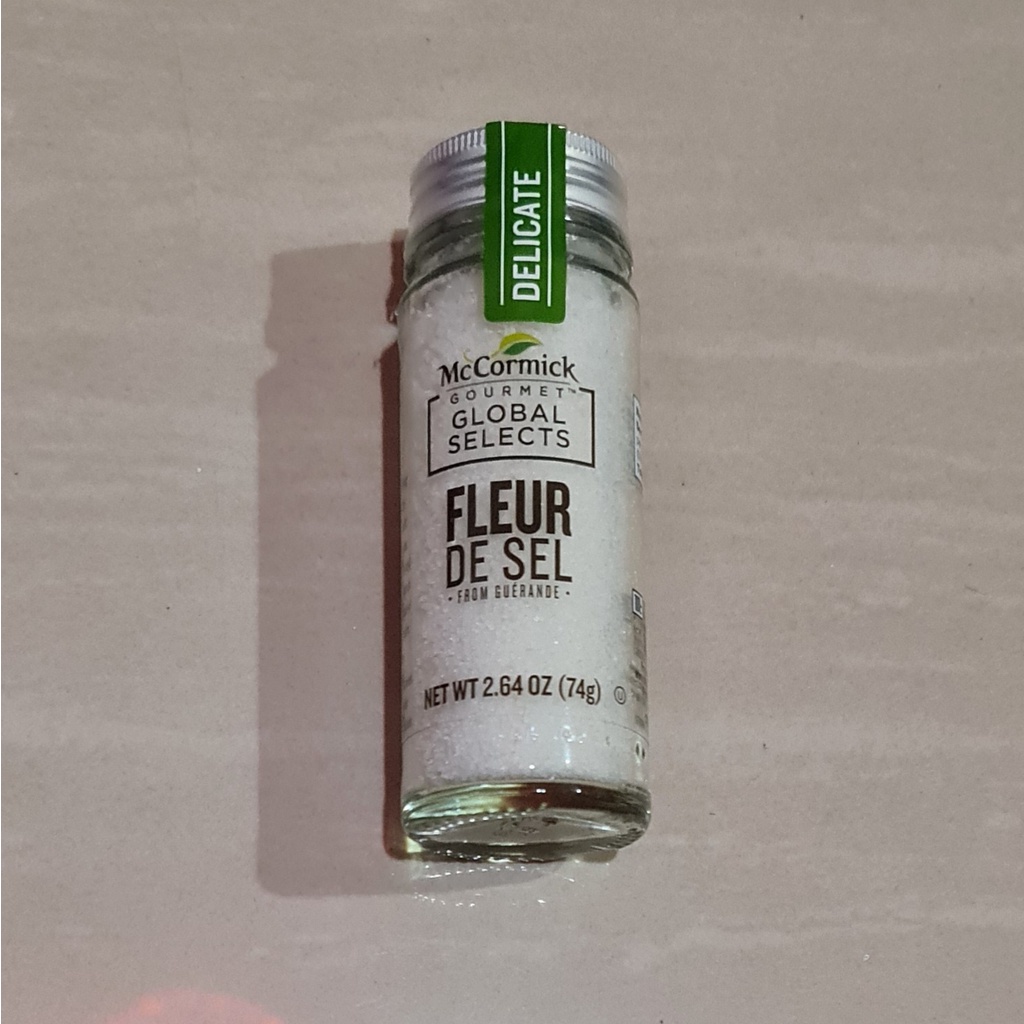 DELICATE
McCormick
GOURMET™
GLOBAL
SELECTS
FLEUR
DE SEL
- FROM GUÉRANDE -
NET WT 2.64 OZ (74g) Ⓤ